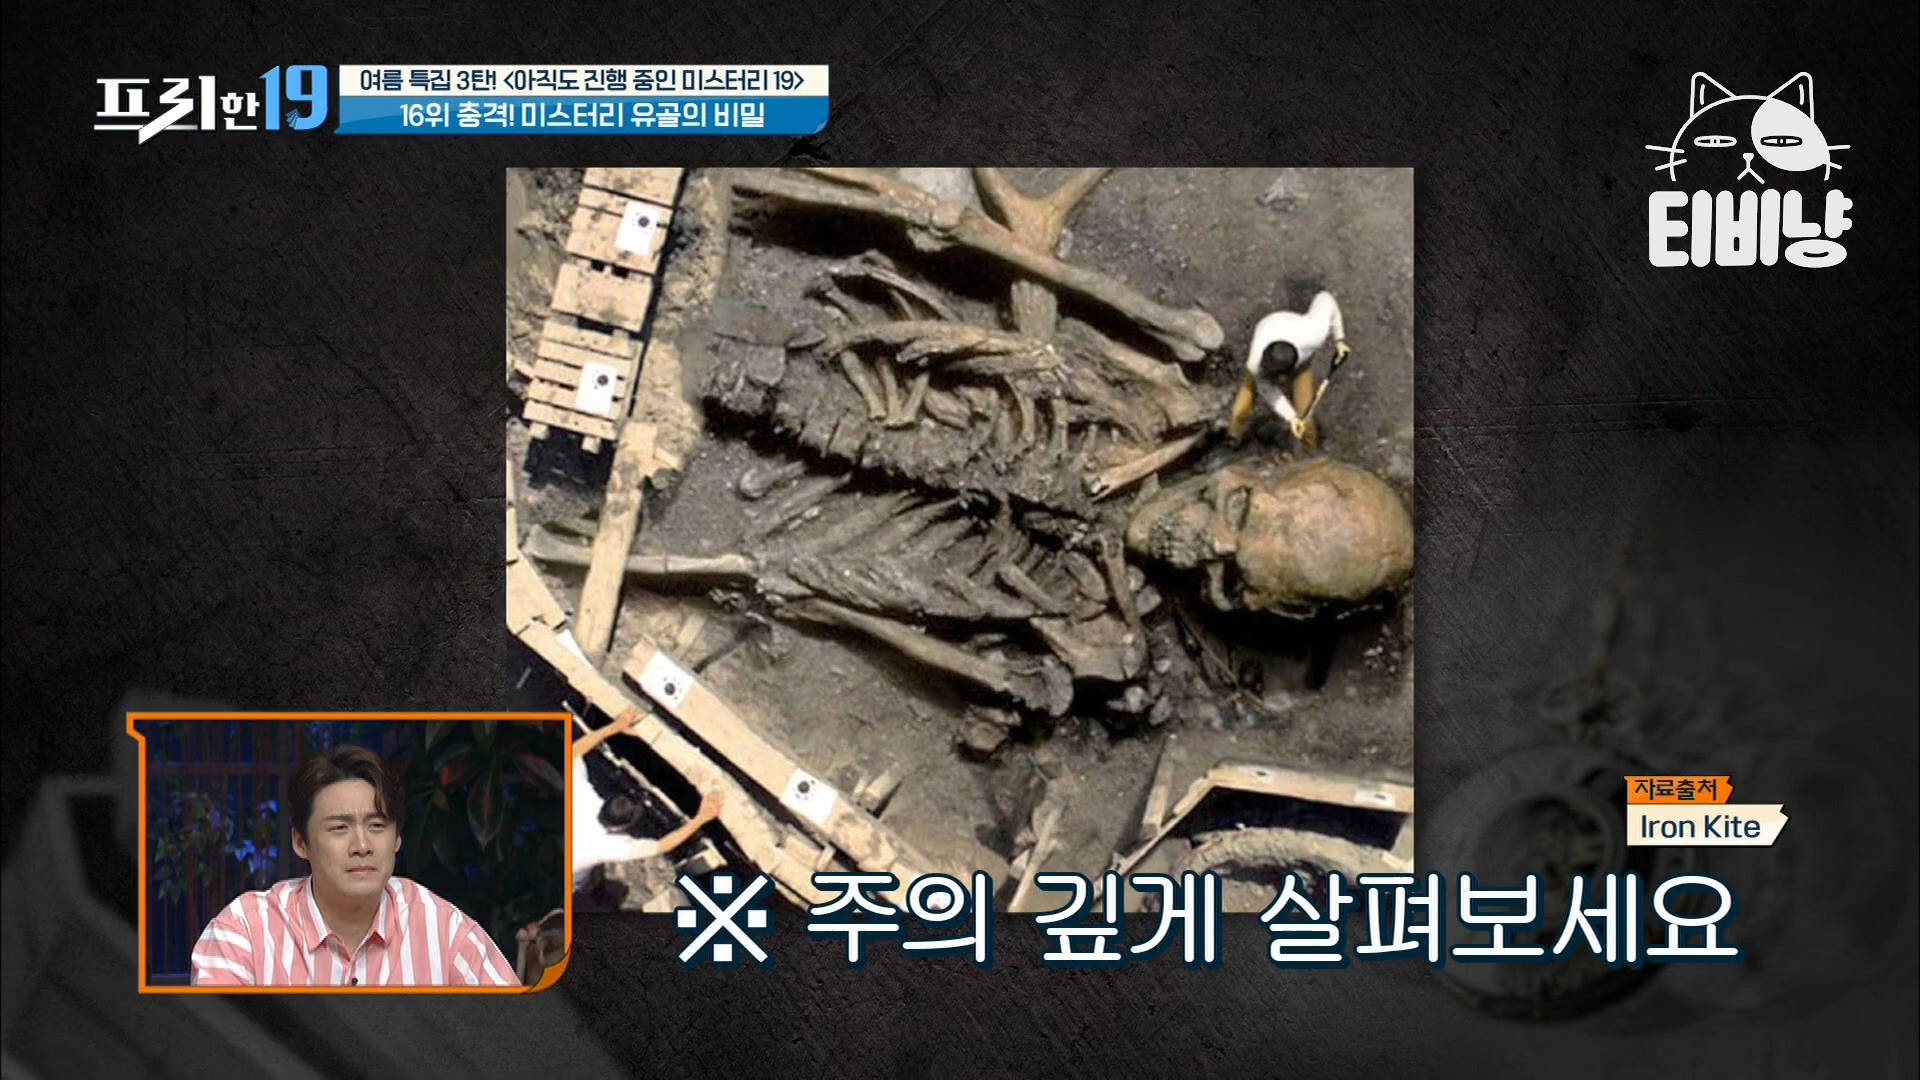 프리한19
여름 특집 3탄! <아직도 진행 중인 미스터리 19>
16위 충격! 미스터리 유골의 비밀
티비냥
자료출처
Iron Kite
※ 주의 깊게 살펴보세요